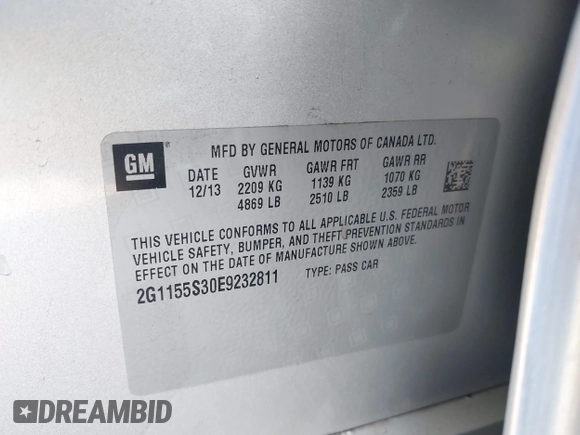 GM
MFD BY GENERAL MOTORS OF CANADA LTD.
DATE GVWR GAWR FRT GAWR RR
12/13 2209 KG 1139 KG 1070 KG
4869 LB 2510 LB 2359 LB
THIS VEHICLE CONFORMS TO ALL APPLICABLE U.S. FEDERAL MOTOR
VEHICLE SAFETY, BUMPER, AND THEFT PREVENTION STANDARDS IN
EFFECT ON THE DATE OF MANUFACTURE SHOWN ABOVE.
2G1155S30E9232811 TYPE: PASS CAR
DREAMBID